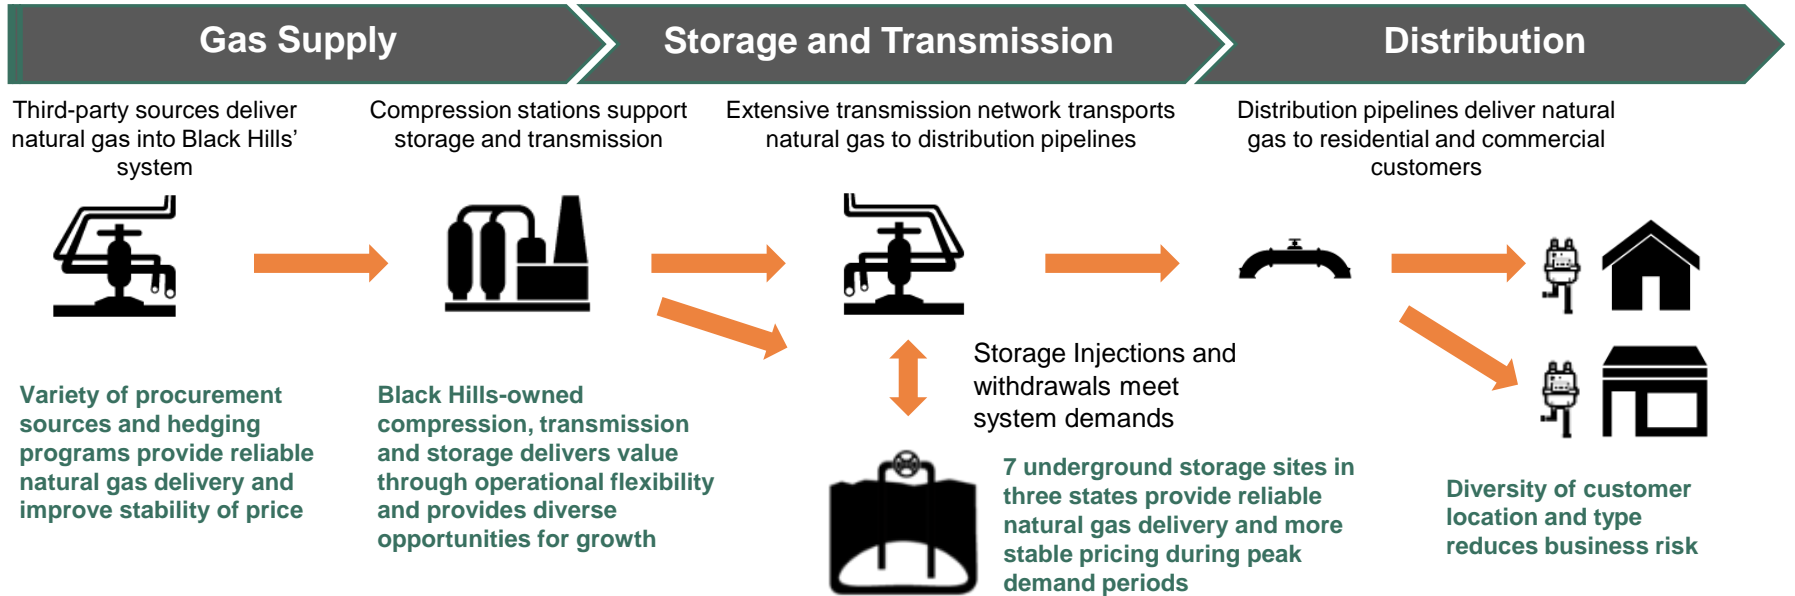 Gas Supply
Storage and Transmission
Distribution
Third-party sources deliver
natural gas into Black Hills’
system
Compression stations support
storage and transmission
Extensive transmission network transports
natural gas to distribution pipelines
Distribution pipelines deliver natural
gas to residential and commercial
customers
Storage Injections and
withdrawals meet
system demands
Variety of procurement
sources and hedging
programs provide reliable
natural gas delivery and
improve stability of price
Black Hills-owned
compression, transmission
and storage delivers value
through operational flexibility
and provides diverse
opportunities for growth
7 underground storage sites in
three states provide reliable
natural gas delivery and more
stable pricing during peak
demand periods
Diversity of customer
location and type
reduces business risk